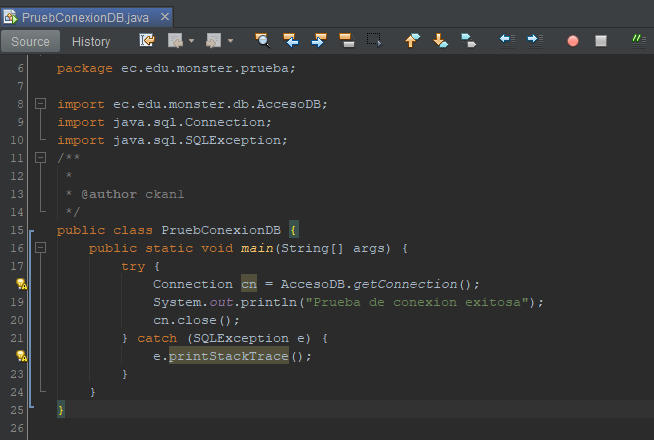 PruebConexionDB.java
Source History
6 package ec.edu.monster.prueba;
7
8 import ec.edu.monster.db.AccesoDB;
9 import java.sql.Connection;
10 import java.sql.SQLException;
11 /**
12 *
13 * @author ckanl
14 */
15 public class PruebConexionDB {
16 public static void main(String[] args) {
17 try {
Connection cn = AccesoDB.getConnection();
19 System.out.println("Prueba de conexion exitosa");
20 cn.close();
21 } catch (SQLException e) {
e.printStackTrace();
23 }
24 }
25 }
26